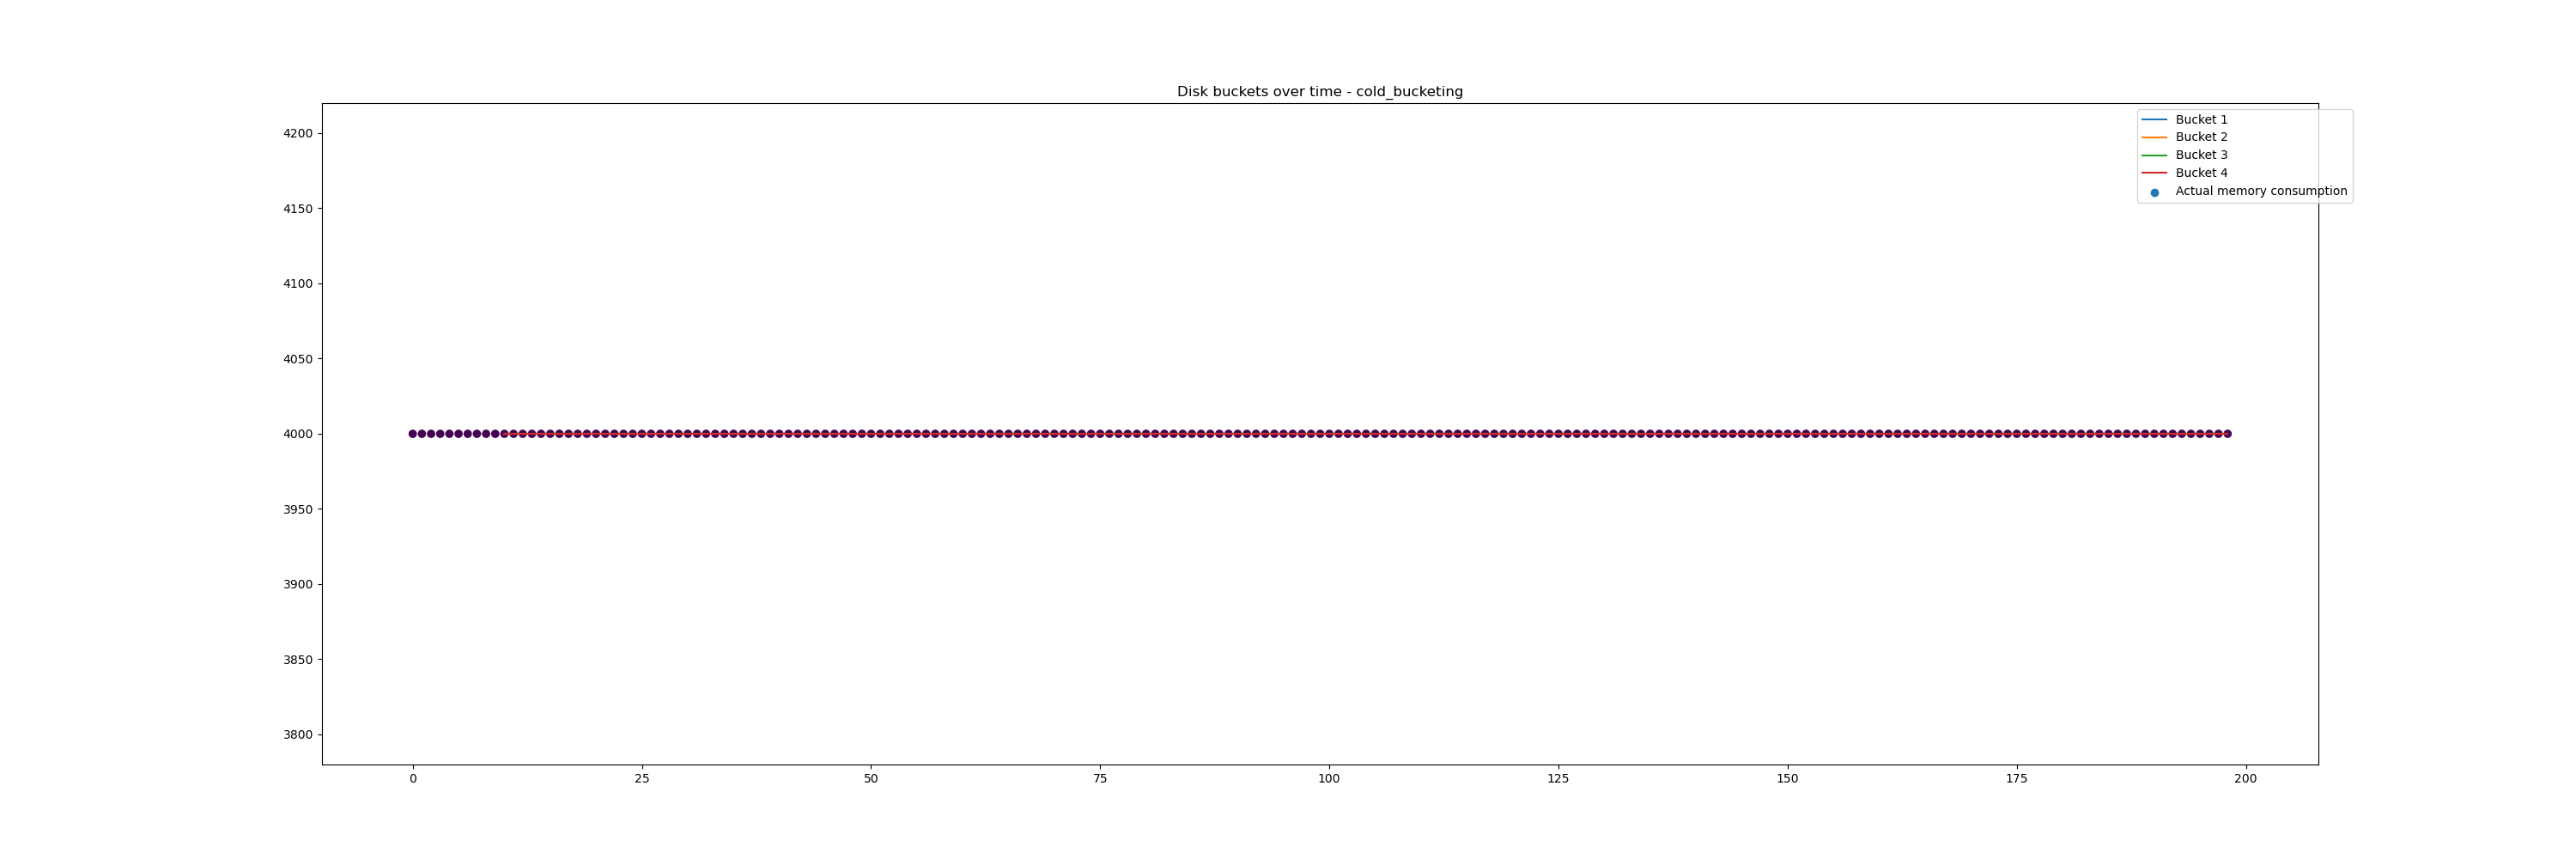 Disk buckets over time - cold_bucketing
Bucket 1
Bucket 2
Bucket 3
Bucket 4
Actual memory consumption
4200
4150
4100
4050
4000
3950
3900
3850
3800
0 25 50 75 100 125 150 175 200